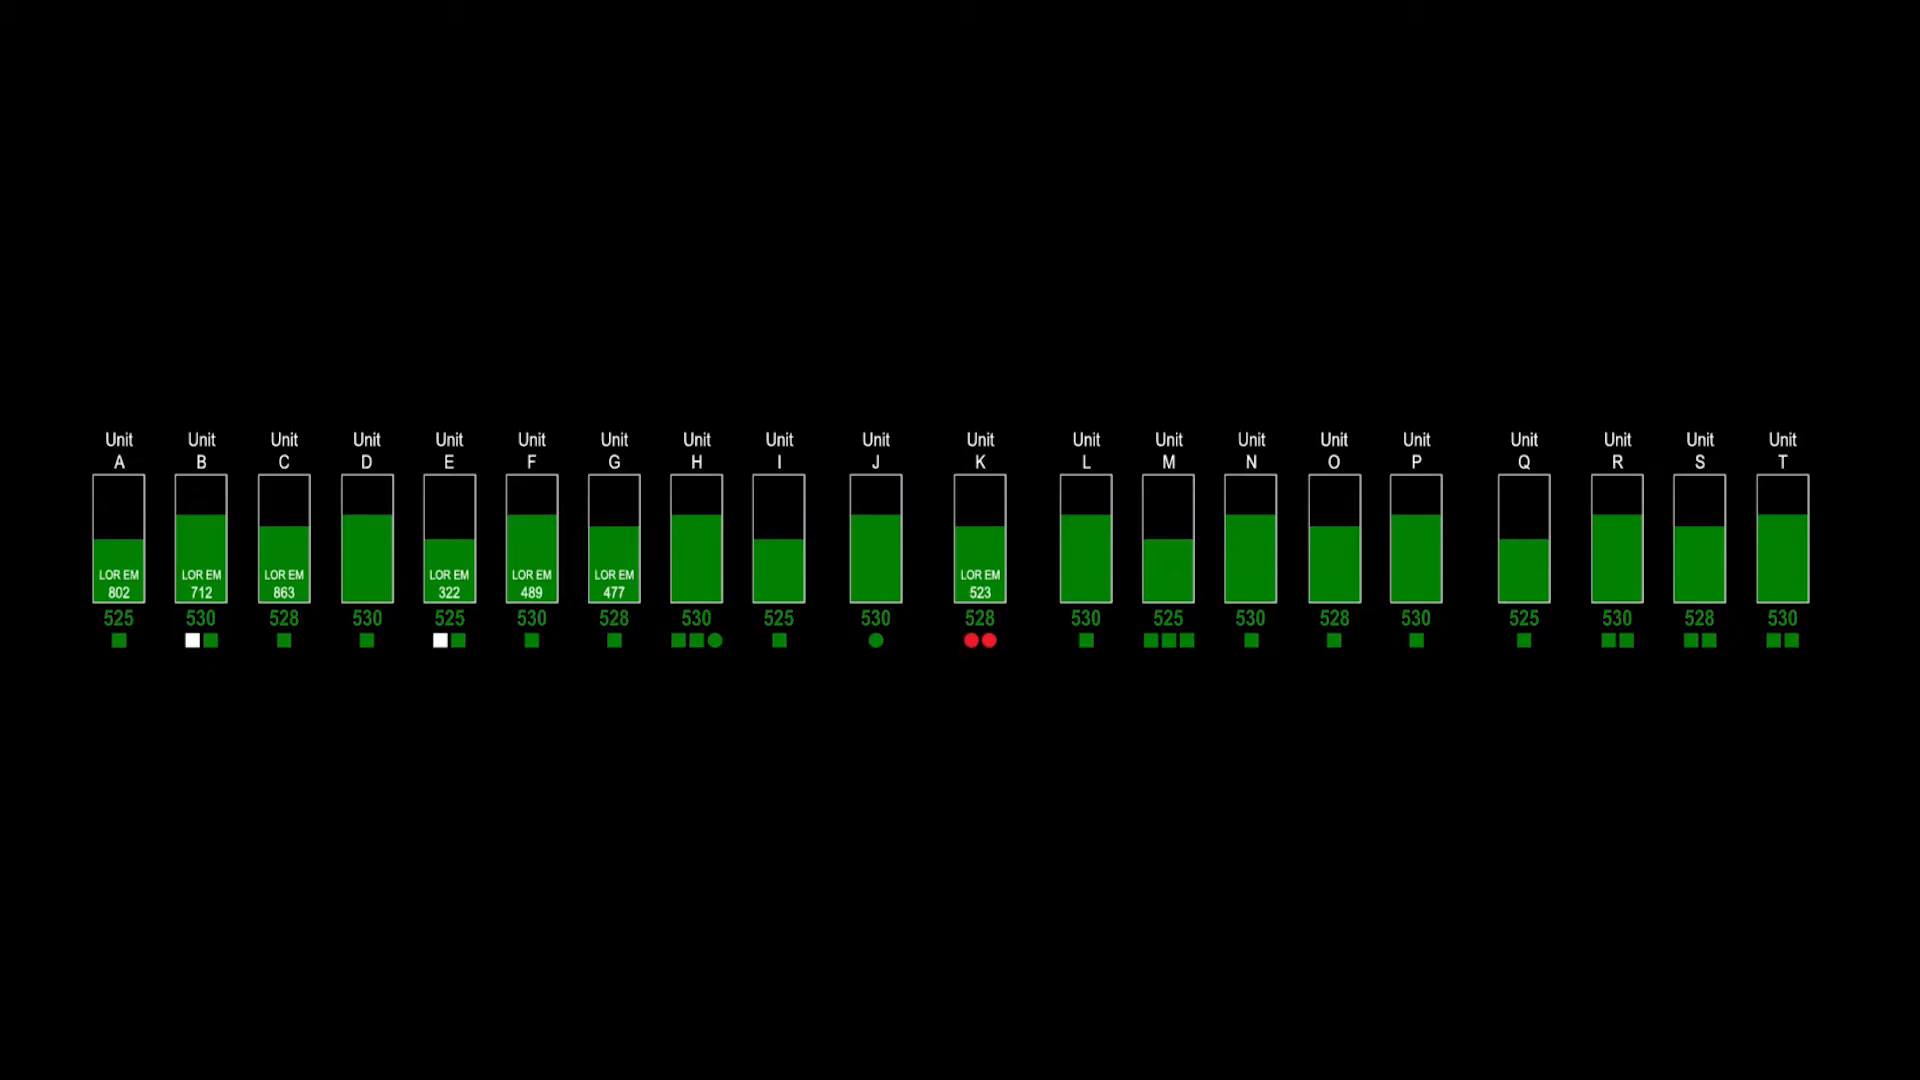 Unit Unit Unit Unit Unit Unit Unit Unit Unit Unit Unit Unit Unit Unit Unit Unit Unit Unit Unit Unit
A B C D E F G H I J K L M N O P Q R S T
LOR EM LOR EM LOR EM LOR EM LOR EM LOR EM LOR EM
802 712 863 322 489 477 523
525 530 528 530 525 530 528 530 525 530 528 530 525 530 528 530 525 530 528 530